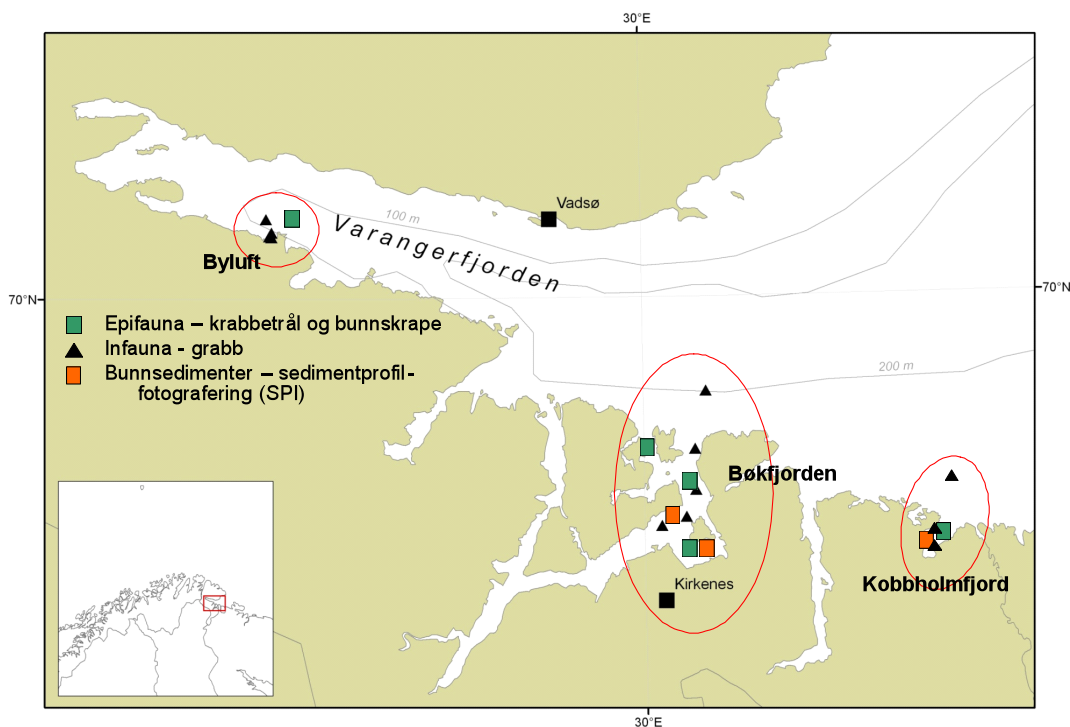 30°E
Vadsø
100 m
Varangerfjorden
Byluft
70°N
70°N
Epifauna – krabbetrål og bunnskrape
Infauna - grabb
Bunnsedimenter – sedimentprofil-
fotografering (SPI)
200 m
Bøkfjorden
Kirkenes
Kobbholmfjord
30°E